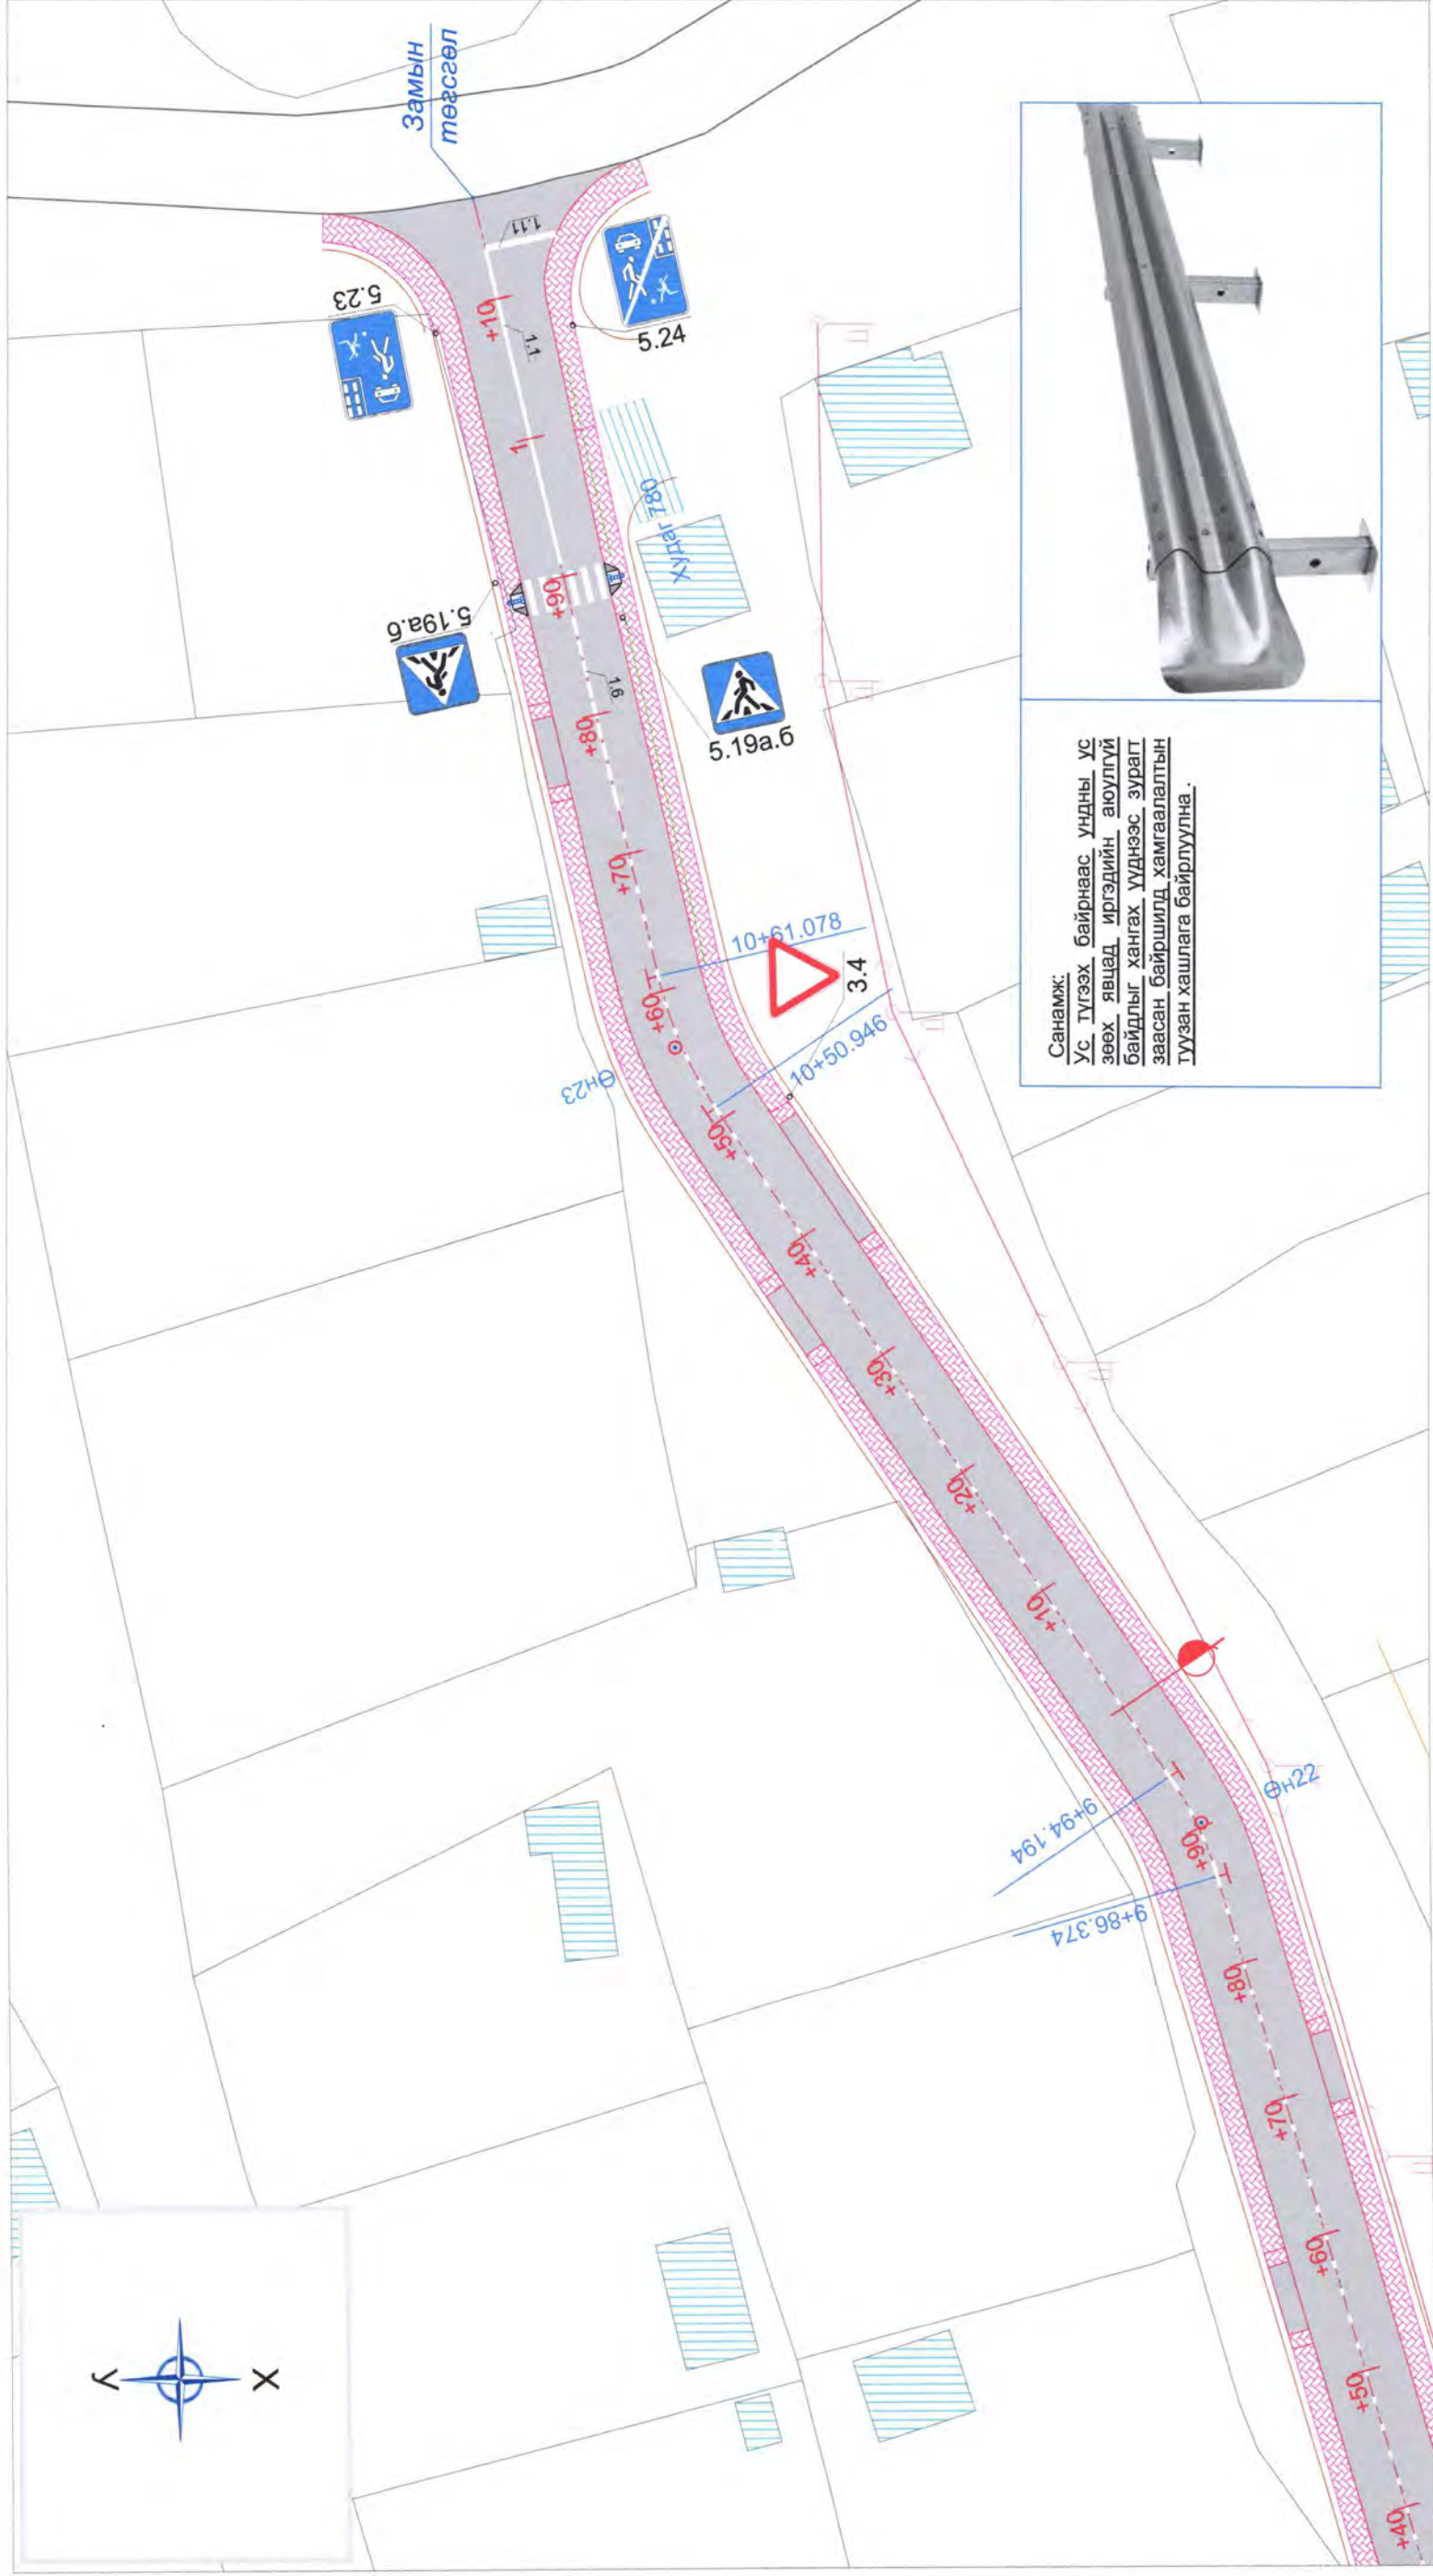 Замын
төгсгөл
1.11
5.23
5.24
+10
1.1
1
Худаг 780
+90
5.19а.б
5.19а.б
1.6
+80
+70
10+61.078
3.4
+60
10+50.946
Өн23
+50
+40
+30
+20
+10
Өн22
9+94.194
+90
9+86.374
+80
+70
+60
+50
+40
У
Х
Санамж:
Ус түгээх байрнаас ундны ус
зөөх явцад иргэдийн аюулгүй
байдлыг хангах үүднээс зурагт
заасан байршилд хамгаалалтын
туузан хашлага байрлуулна.